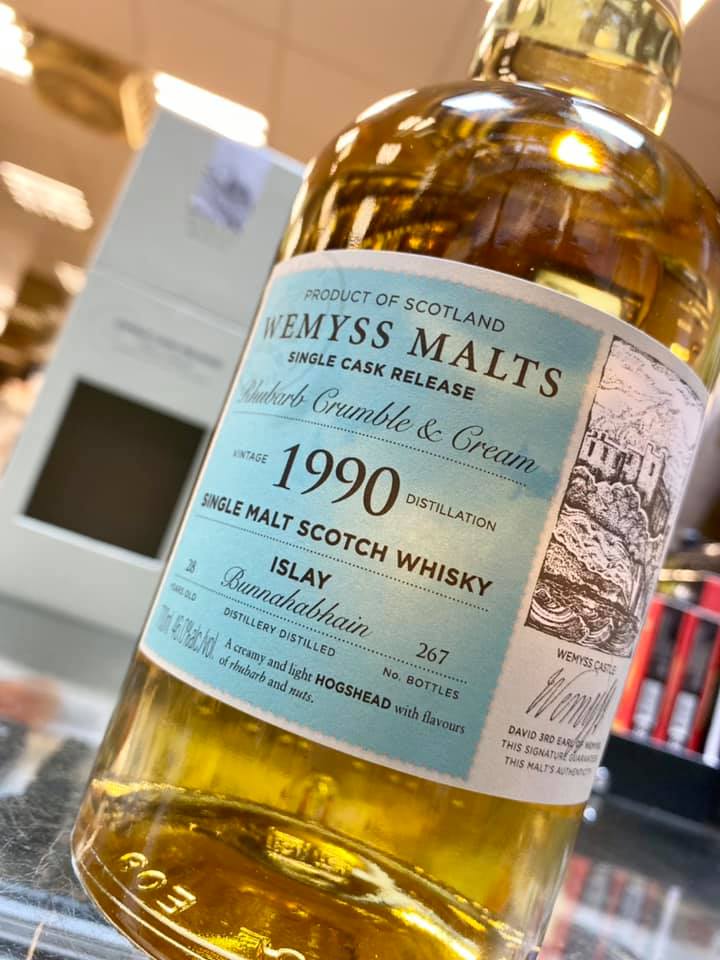 PRODUCT OF SCOTLAND
WEMYSS MALTS
SINGLE CASK RELEASE
Rhubarb Crumble & Cream
VINTAGE 1990 DISTILLATION
SINGLE MALT SCOTCH WHISKY
ISLAY
28 Bunnahabhain 267
YEARS OLD DISTILLERY DISTILLED No. BOTTLES
A creamy and light HOGSHEAD with flavours
of rhubarb and nuts.
WEMYSS CASTLE
Wemyss
DAVID 3RD EARL OF WEMYSS
THIS SIGNATURE GUARANTEES
THIS MALT'S AUTHENTICITY